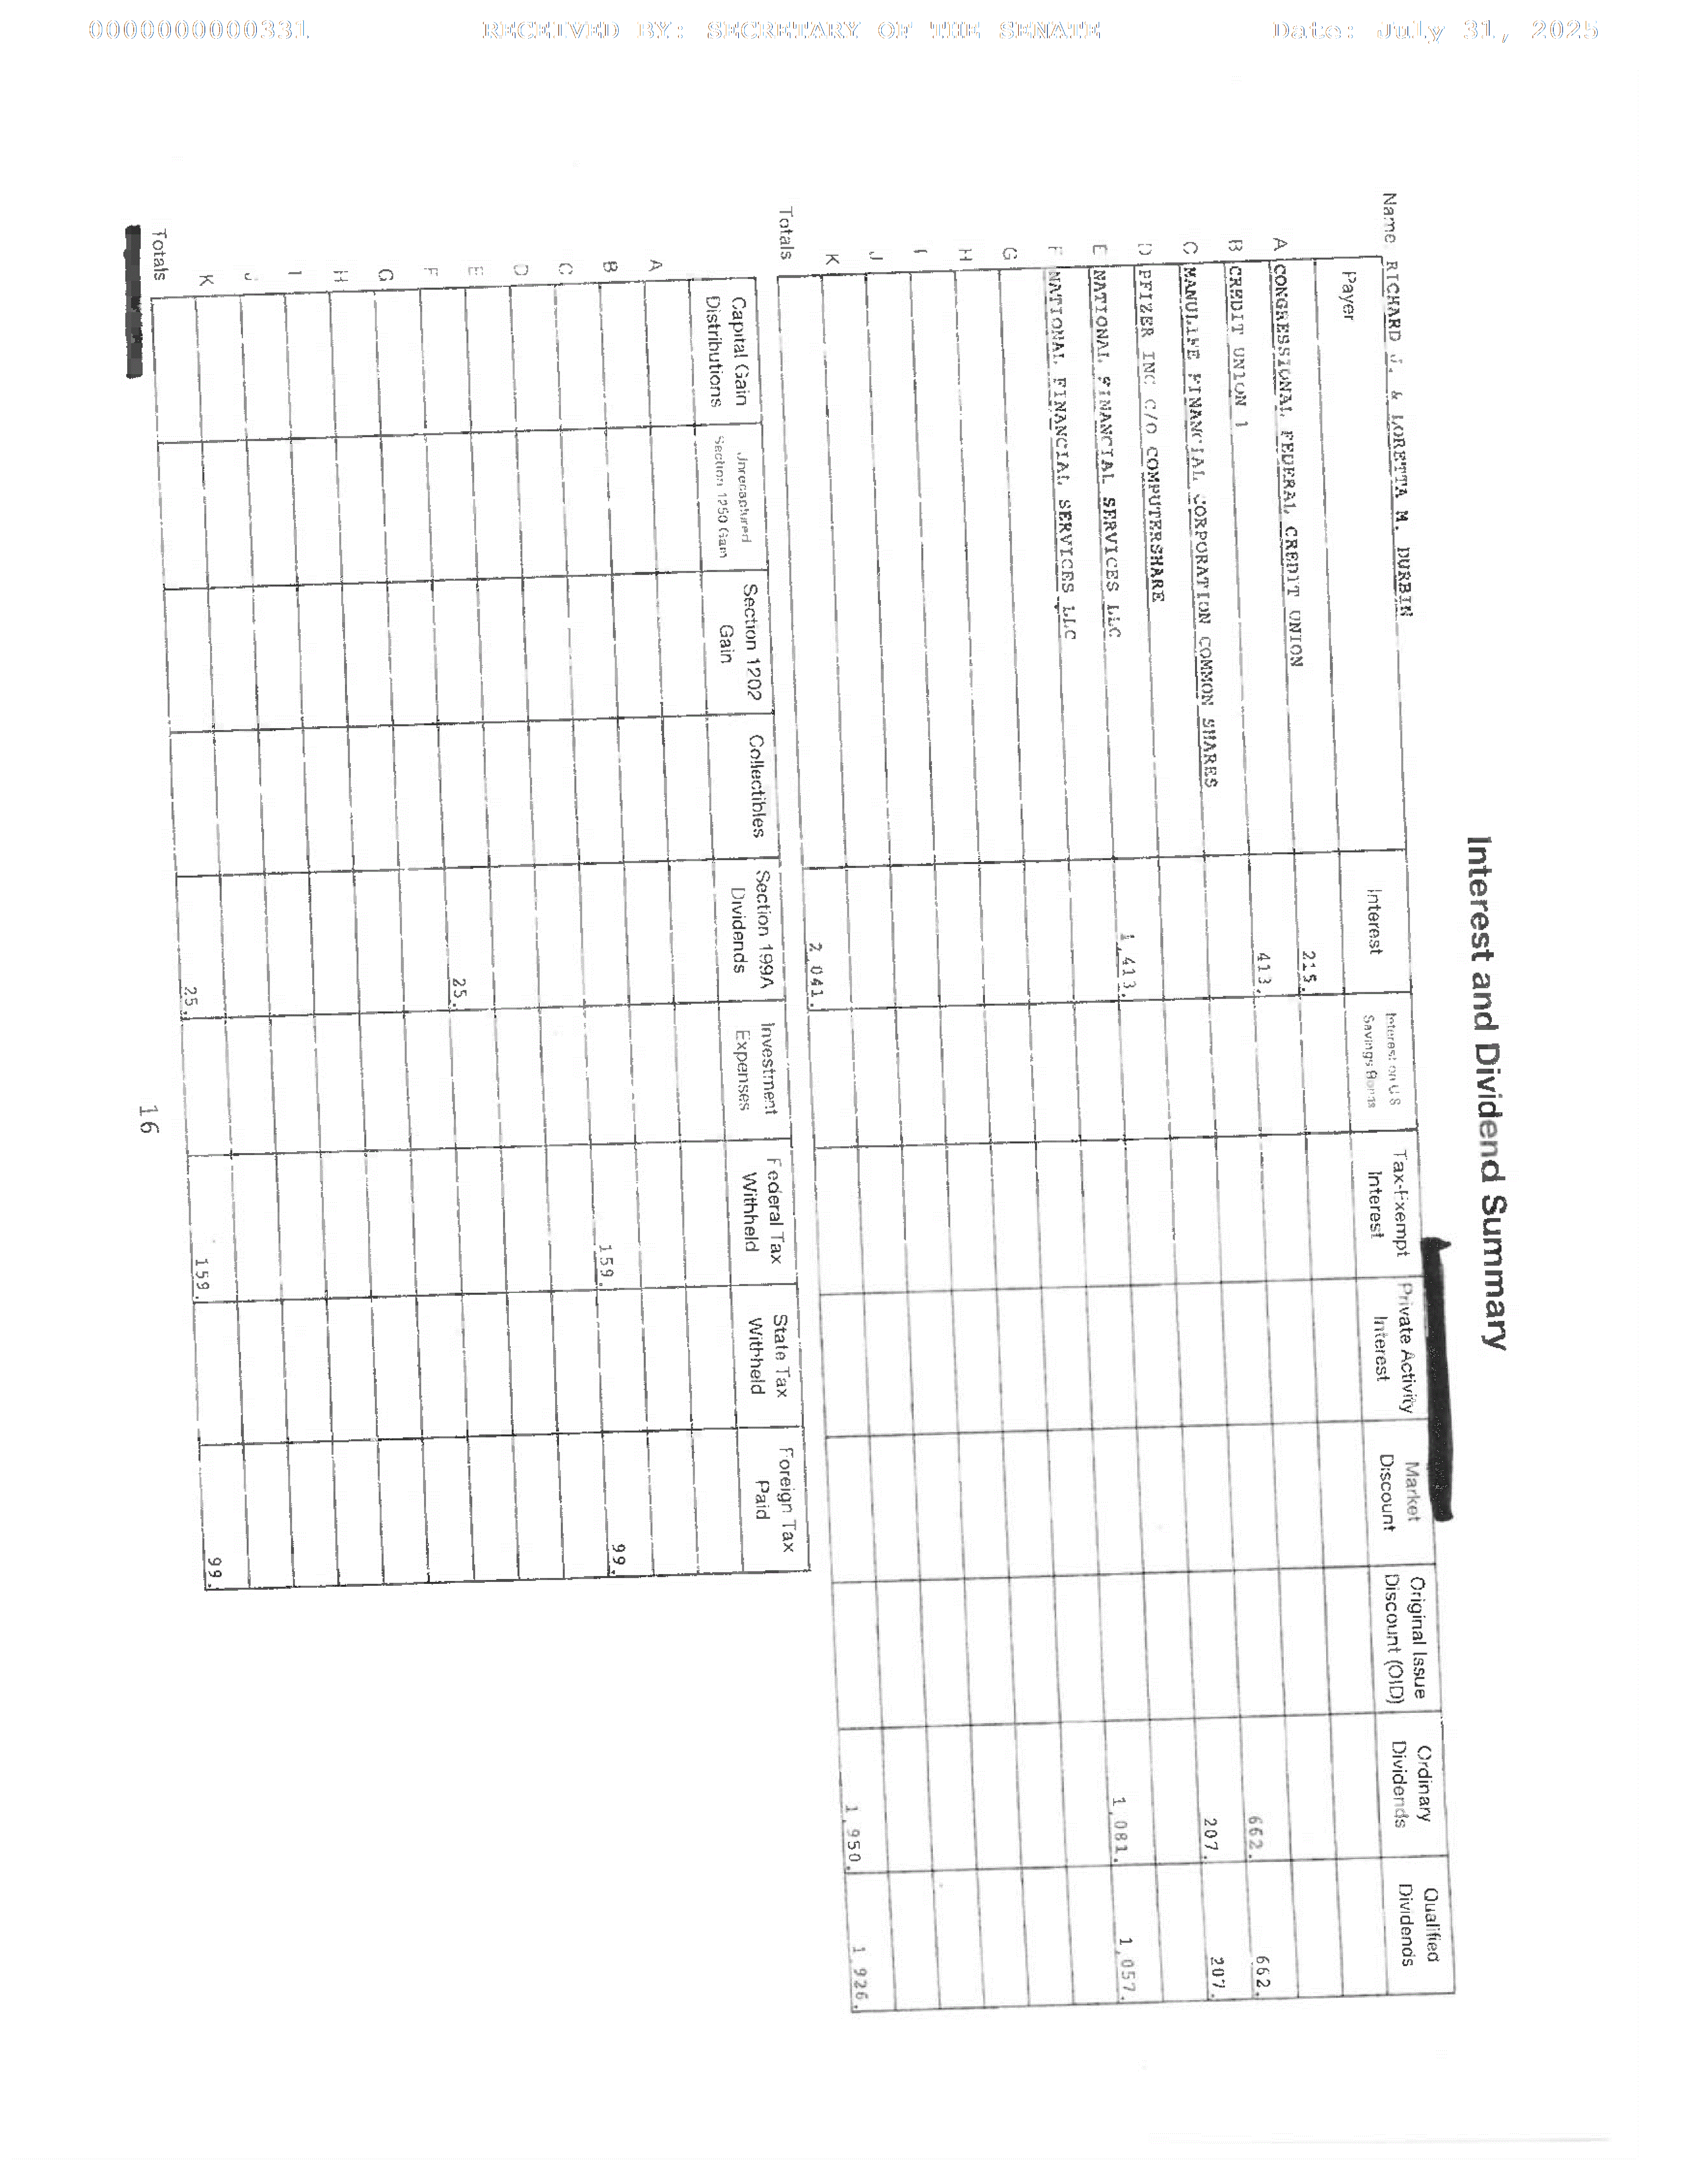 0000000000331 RECEIVED BY: SECRETARY OF THE SENATE Date: July 31, 2025
Interest and Dividend Summary
Name RICHARD J. & LORETTA M. DURBIN
Payer Interest Interest on U S Savings Bonds Tax-Exempt Interest Private Activity Interest Market Discount Original Issue Discount (OID) Ordinary Dividends Qualified Dividends
A CONGRESSIONAL FEDERAL CREDIT UNION 215.
B CREDIT UNION 1 413.
C MANULIFE FINANCIAL CORPORATION COMMON SHARES 662. 662.
D PFIZER INC C/O COMPUTERSHARE 207. 207.
E NATIONAL FINANCIAL SERVICES LLC 1,413.
F NATIONAL FINANCIAL SERVICES LLC 1,081. 1,057.
G
H
I
J
K
Totals 2,041. 1,950. 1,926.
Capital Gain Distributions Unrecaptured Section 1250 Gain Section 1202 Gain Collectibles Section 199A Dividends Investment Expenses Federal Tax Withheld State Tax Withheld Foreign Tax Paid
A
B
C 159. 99.
D
E
F 25.
G
H
I
J
K
Totals 25. 159. 99.
16